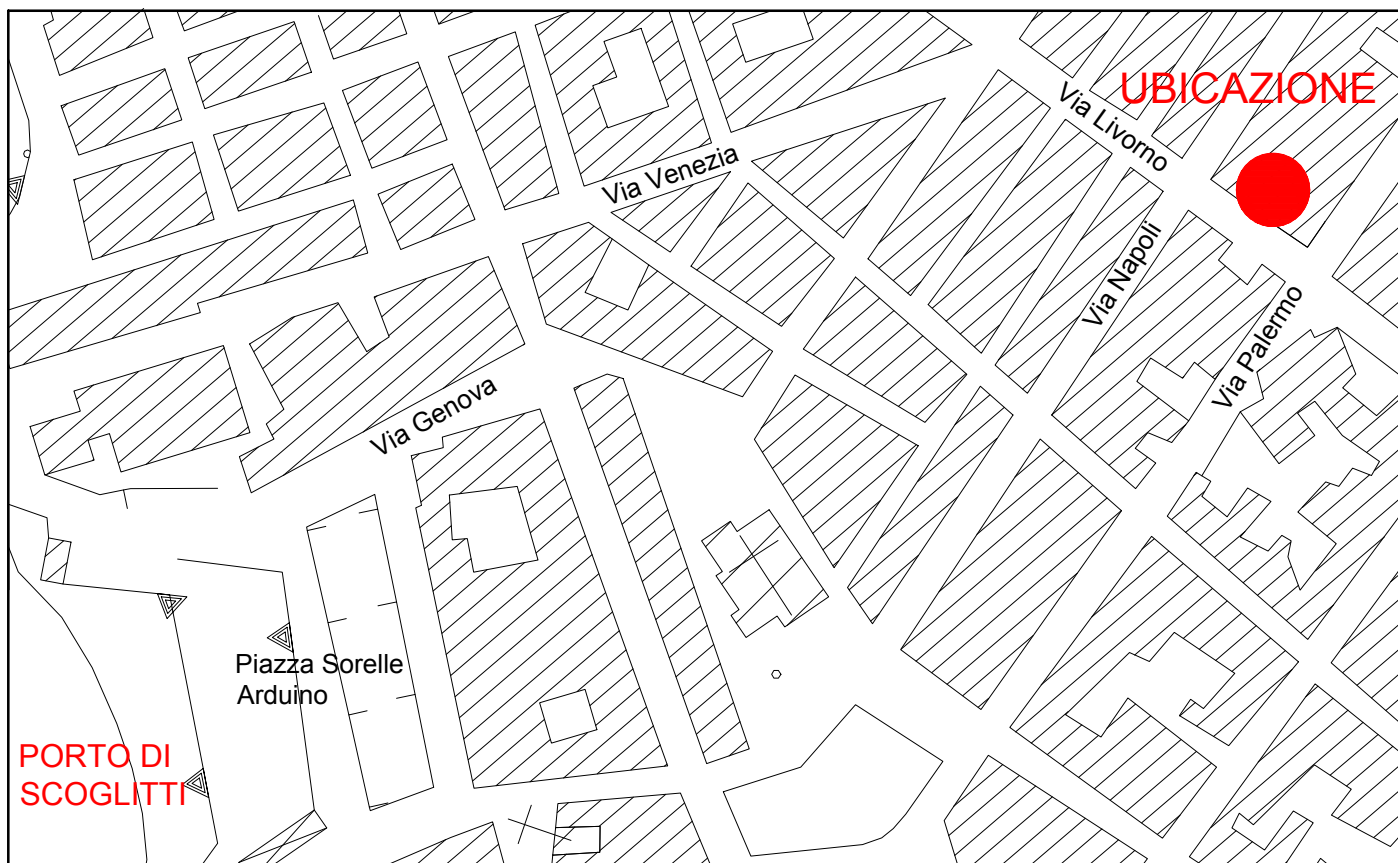 UBICAZIONE
Via Livorno
Via Venezia
Via Napoli
Via Palermo
Via Genova
Piazza Sorelle
Arduino
PORTO DI
SCOGLITTI